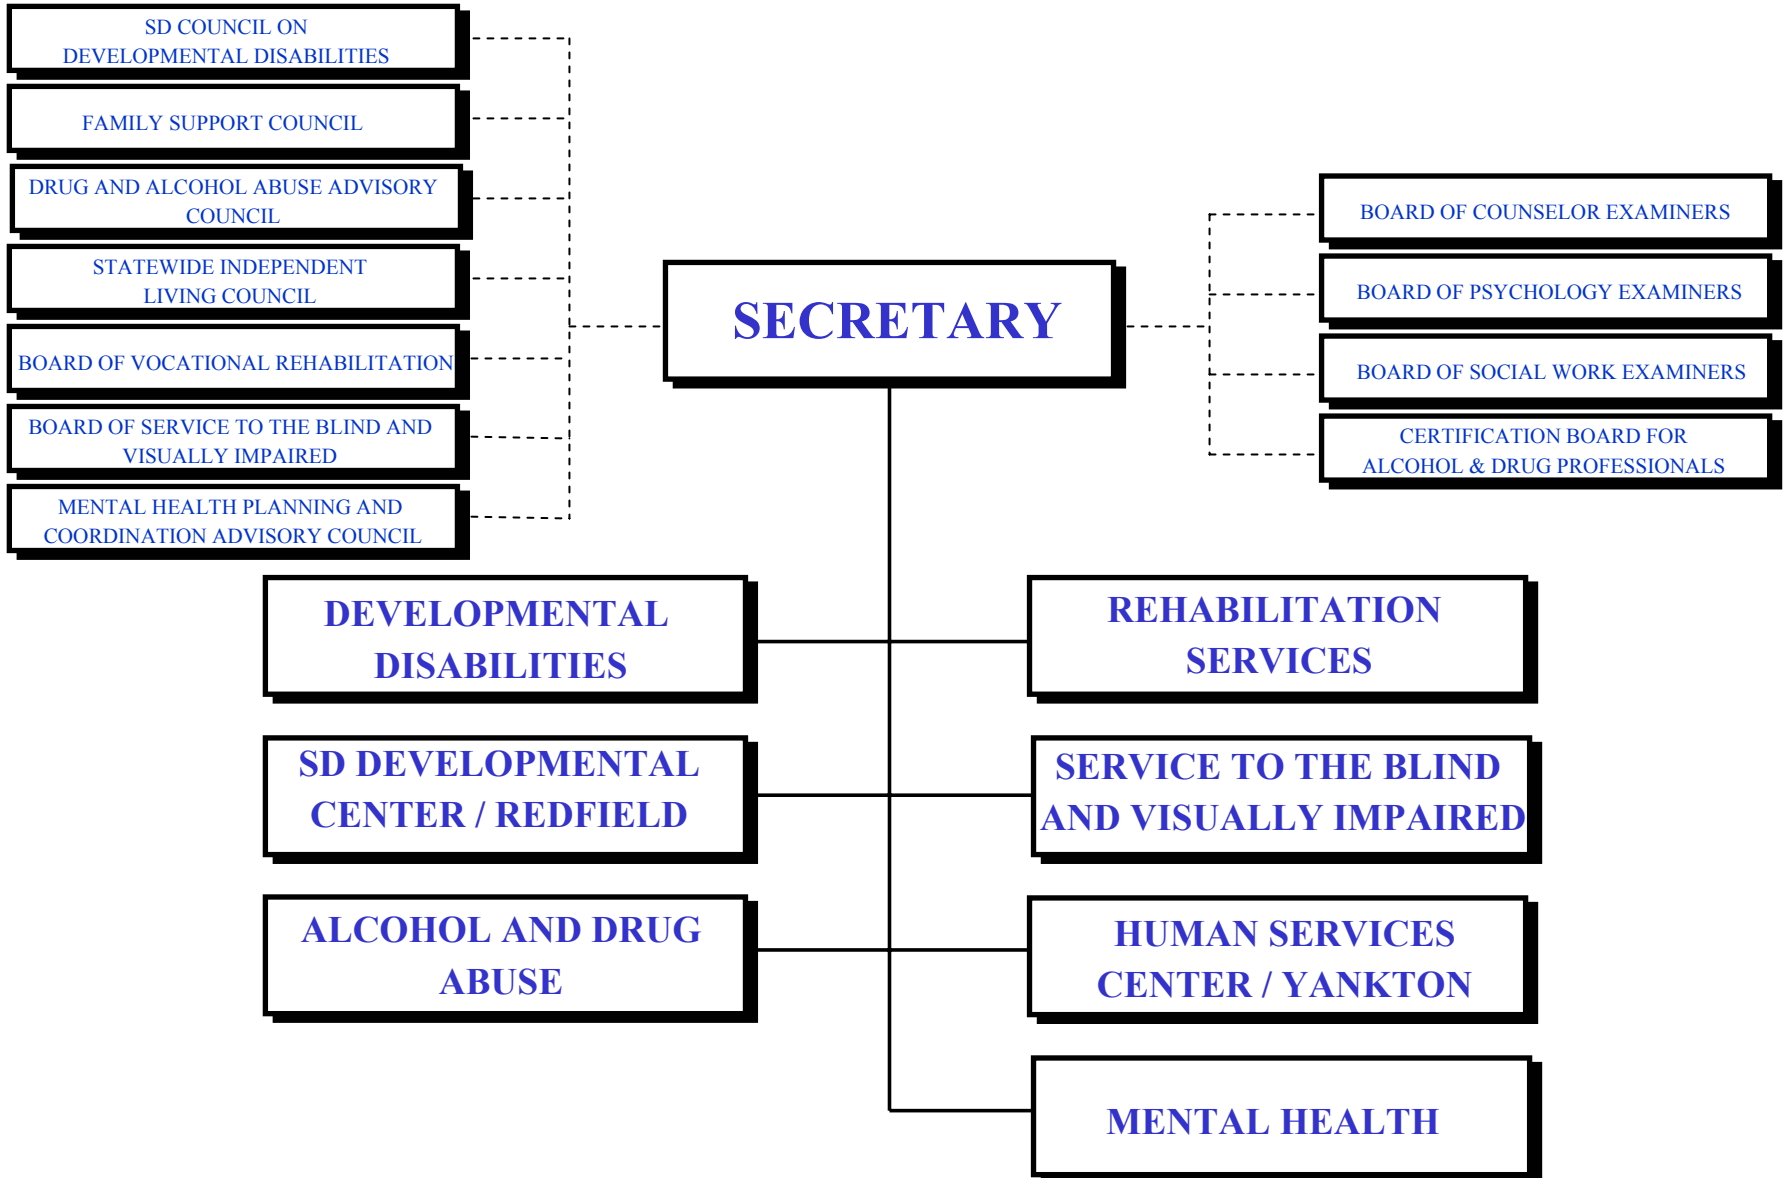 SD COUNCIL ON
DEVELOPMENTAL DISABILITIES
FAMILY SUPPORT COUNCIL
DRUG AND ALCOHOL ABUSE ADVISORY
COUNCIL
STATEWIDE INDEPENDENT
LIVING COUNCIL
BOARD OF VOCATIONAL REHABILITATION
BOARD OF SERVICE TO THE BLIND AND
VISUALLY IMPAIRED
MENTAL HEALTH PLANNING AND
COORDINATION ADVISORY COUNCIL
SECRETARY
BOARD OF COUNSELOR EXAMINERS
BOARD OF PSYCHOLOGY EXAMINERS
BOARD OF SOCIAL WORK EXAMINERS
CERTIFICATION BOARD FOR
ALCOHOL & DRUG PROFESSIONALS
DEVELOPMENTAL
DISABILITIES
REHABILITATION
SERVICES
SD DEVELOPMENTAL
CENTER / REDFIELD
SERVICE TO THE BLIND
AND VISUALLY IMPAIRED
ALCOHOL AND DRUG
ABUSE
HUMAN SERVICES
CENTER / YANKTON
MENTAL HEALTH